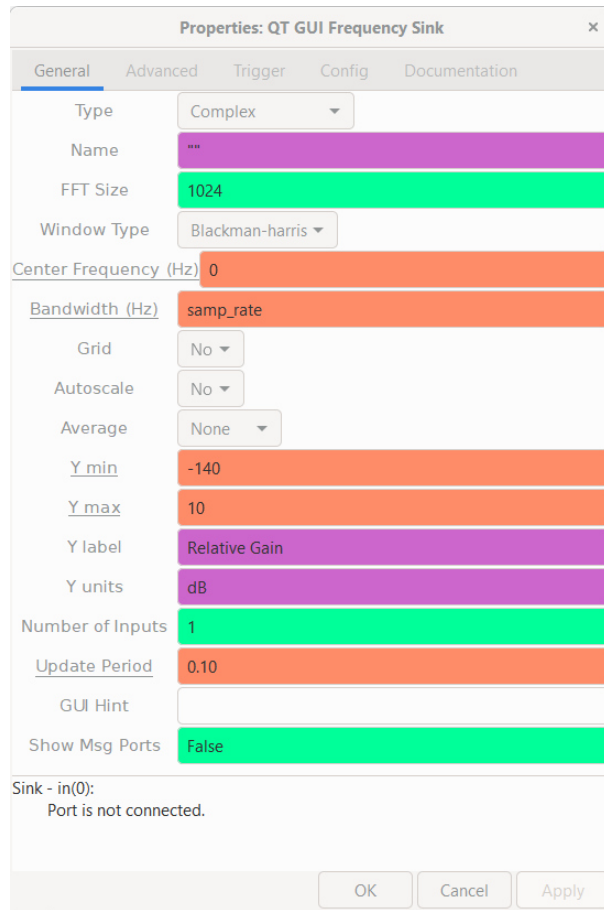 Properties: QT GUI Frequency Sink ×
General Advanced Trigger Config Documentation
Type Complex
Name ""
FFT Size 1024
Window Type Blackman-harris
Center Frequency (Hz) 0
Bandwidth (Hz) samp_rate
Grid No
Autoscale No
Average None
Y min -140
Y max 10
Y label Relative Gain
Y units dB
Number of Inputs 1
Update Period 0.10
GUI Hint
Show Msg Ports False
Sink - in(0):
Port is not connected.
OK Cancel Apply